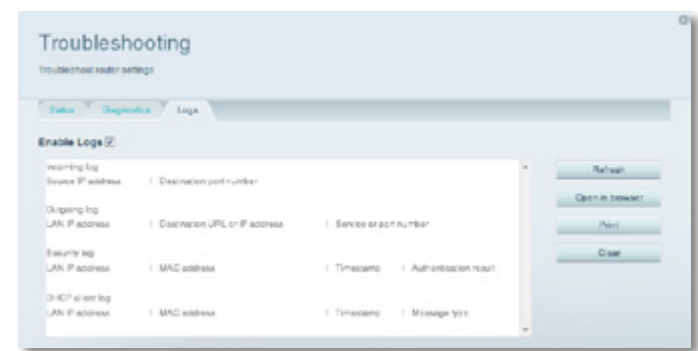 Troubleshooting
Troubleshoot router settings
Status Diagnostics Logs
Enable Logs
Incoming log
Source IP address | Destination port number
Outgoing log
LAN IP address | Destination URL or IP address | Service or port number
Security log
LAN IP address | MAC address | Timestamp | Authentication result
DHCP client log
LAN IP address | MAC address | Timestamp | Message type
Refresh
Open in browser
Print
Clear